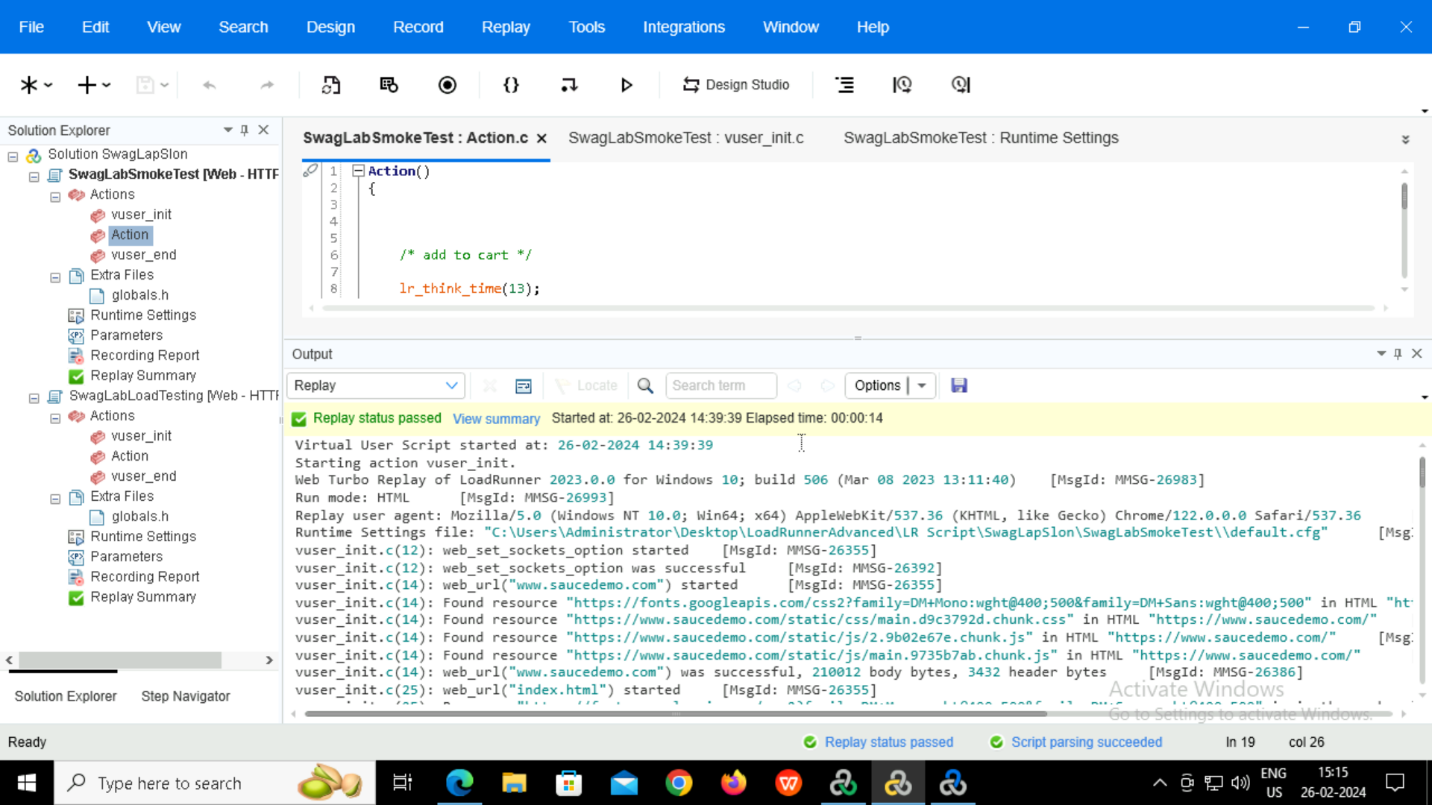 File Edit View Search Design Record Replay Tools Integrations Window Help
Design Studio
Solution Explorer
Solution SwagLapSlon
SwagLabSmokeTest [Web - HTTP
Actions
vuser_init
Action
vuser_end
Extra Files
globals.h
Runtime Settings
Parameters
Recording Report
Replay Summary
SwagLabLoadTesting [Web - HTTP
Actions
vuser_init
Action
vuser_end
Extra Files
globals.h
Runtime Settings
Parameters
Recording Report
Replay Summary
Solution Explorer Step Navigator
SwagLabSmokeTest : Action.c SwagLabSmokeTest : vuser_init.c SwagLabSmokeTest : Runtime Settings
1 Action()
2 {
3
4
5
6 /* add to cart */
7
8 lr_think_time(13);
Output
Replay Locate Search term Options
Replay status passed View summary Started at: 26-02-2024 14:39:39 Elapsed time: 00:00:14
Virtual User Script started at: 26-02-2024 14:39:39
Starting action vuser_init.
Web Turbo Replay of LoadRunner 2023.0.0 for Windows 10; build 506 (Mar 08 2023 13:11:40) [MsgId: MMSG-26983]
Run mode: HTML [MsgId: MMSG-26993]
Replay user agent: Mozilla/5.0 (Windows NT 10.0; Win64; x64) AppleWebKit/537.36 (KHTML, like Gecko) Chrome/122.0.0.0 Safari/537.36
Runtime Settings file: "C:\Users\Administrator\Desktop\LoadRunnerAdvanced\LR Script\SwagLapSlon\SwagLabSmokeTest\\default.cfg" [Msg
vuser_init.c(12): web_set_sockets_option started [MsgId: MMSG-26355]
vuser_init.c(12): web_set_sockets_option was successful [MsgId: MMSG-26392]
vuser_init.c(14): web_url("www.saucedemo.com") started [MsgId: MMSG-26355]
vuser_init.c(14): Found resource "https://fonts.googleapis.com/css2?family=DM+Mono:wght@400;500&family=DM+Sans:wght@400;500" in HTML "ht
vuser_init.c(14): Found resource "https://www.saucedemo.com/static/css/main.d9c3792d.chunk.css" in HTML "https://www.saucedemo.com/"
vuser_init.c(14): Found resource "https://www.saucedemo.com/static/js/2.9b02e67e.chunk.js" in HTML "https://www.saucedemo.com/" [Msg
vuser_init.c(14): Found resource "https://www.saucedemo.com/static/js/main.9735b7ab.chunk.js" in HTML "https://www.saucedemo.com/"
vuser_init.c(14): web_url("www.saucedemo.com") was successful, 210012 body bytes, 3432 header bytes [MsgId: MMSG-26386]
vuser_init.c(25): web_url("index.html") started [MsgId: MMSG-26355]
Activate Windows
Go to Settings to activate Windows.
Ready Replay status passed Script parsing succeeded ln 19 col 26
Type here to search
ENG
US
15:15
26-02-2024